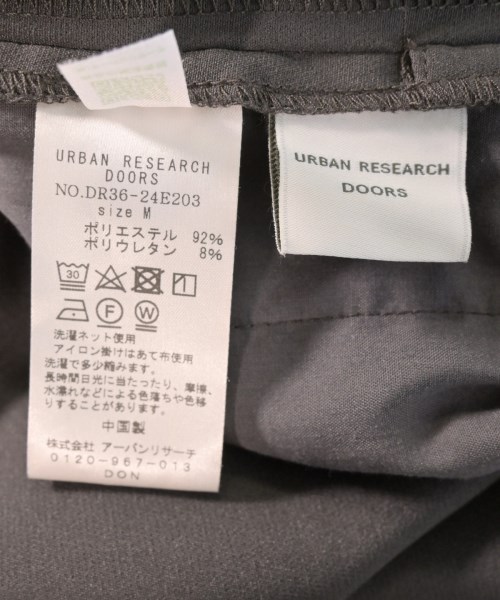 URBAN RESEARCH
DOORS
NO.DR36-24E203
size M
ポリエステル 92%
ポリウレタン 8%
30
F W
洗濯ネット使用
アイロン掛けはあて布使用
洗濯で多少縮みます。
長時間日光に当たったり、摩擦、
水濡れなどによる色落ちや色移
りすることがあります。
中国製
株式会社 アーバンリサーチ
0120-967-013
DON
URBAN RESEARCH
DOORS